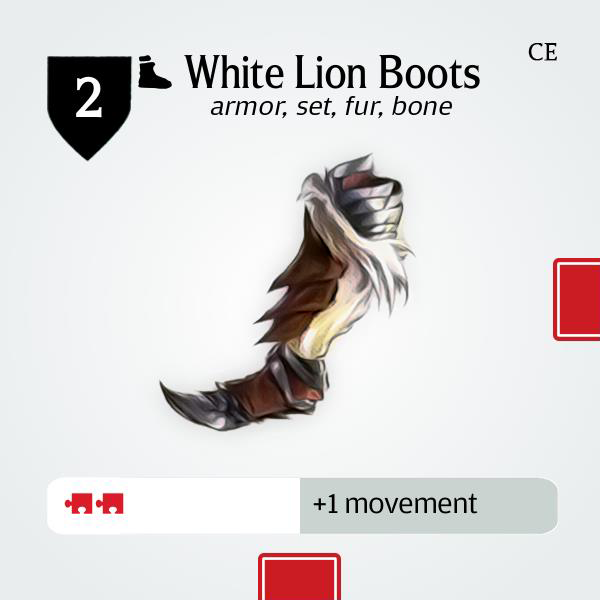 2
White Lion Boots
CE
armor, set, fur, bone
+1 movement